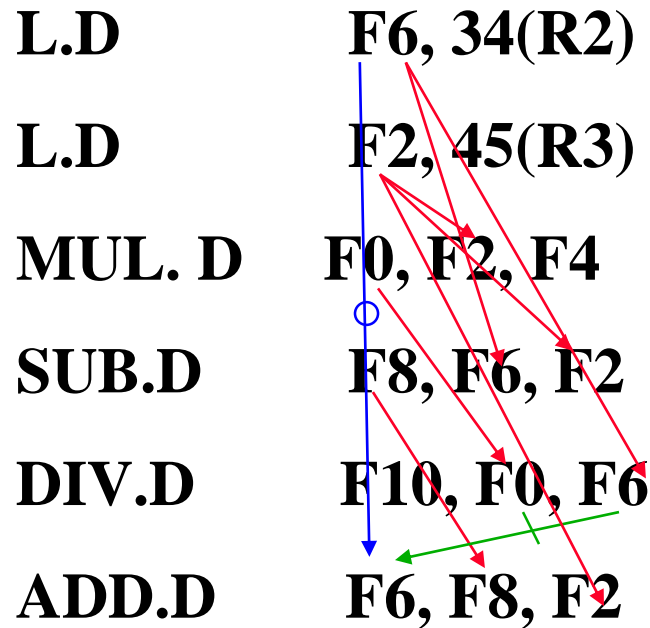 L.D F6, 34(R2)
L.D F2, 45(R3)
MUL. D F0, F2, F4
SUB.D F8, F6, F2
DIV.D F10, F0, F6
ADD.D F6, F8, F2